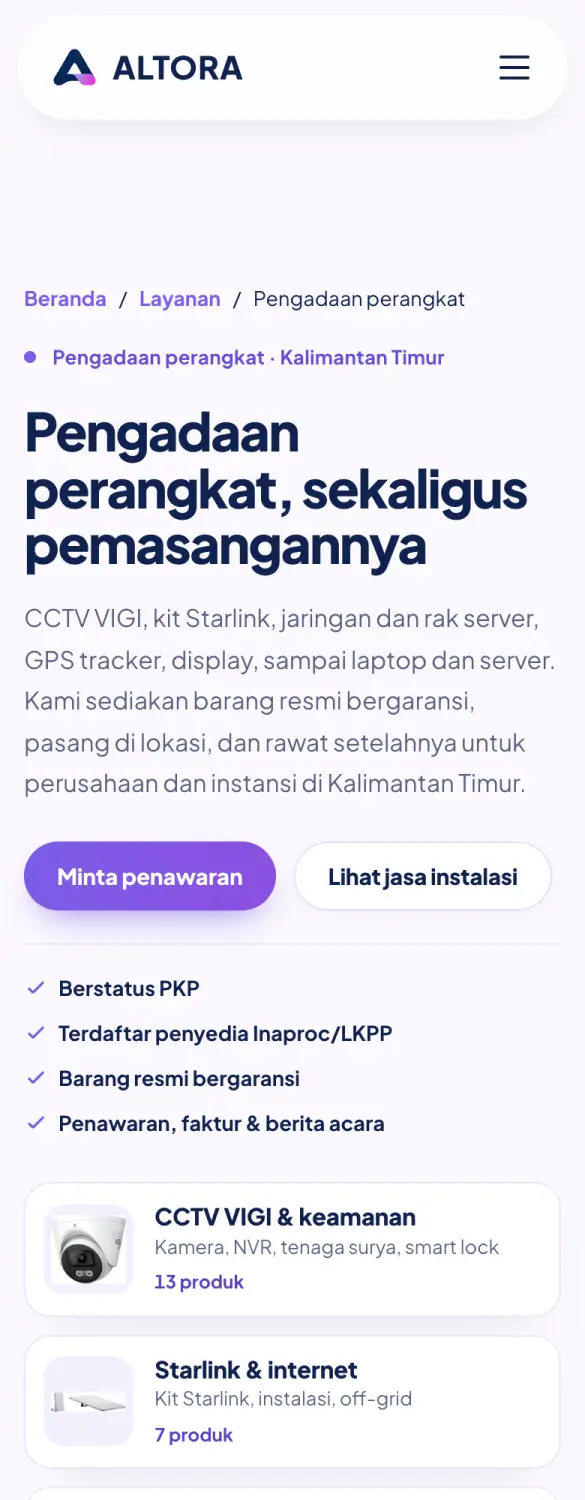 ALTORA
Beranda / Layanan / Pengadaan perangkat
Pengadaan perangkat · Kalimantan Timur
Pengadaan
perangkat, sekaligus
pemasangannya
CCTV VIGI, kit Starlink, jaringan dan rak server,
GPS tracker, display, sampai laptop dan server.
Kami sediakan barang resmi bergaransi,
pasang di lokasi, dan rawat setelahnya untuk
perusahaan dan instansi di Kalimantan Timur.
Minta penawaran
Lihat jasa instalasi
Berstatus PKP
Terdaftar penyedia Inaproc/LKPP
Barang resmi bergaransi
Penawaran, faktur & berita acara
CCTV VIGI & keamanan
Kamera, NVR, tenaga surya, smart lock
13 produk
Starlink & internet
Kit Starlink, instalasi, off-grid
7 produk